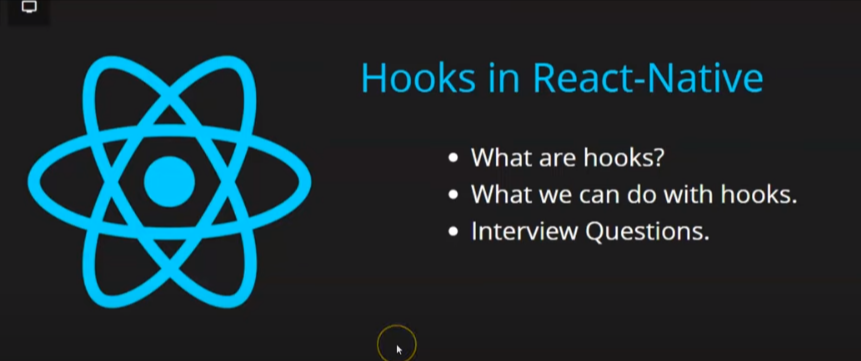 Hooks in React-Native
• What are hooks?
• What we can do with hooks.
• Interview Questions.